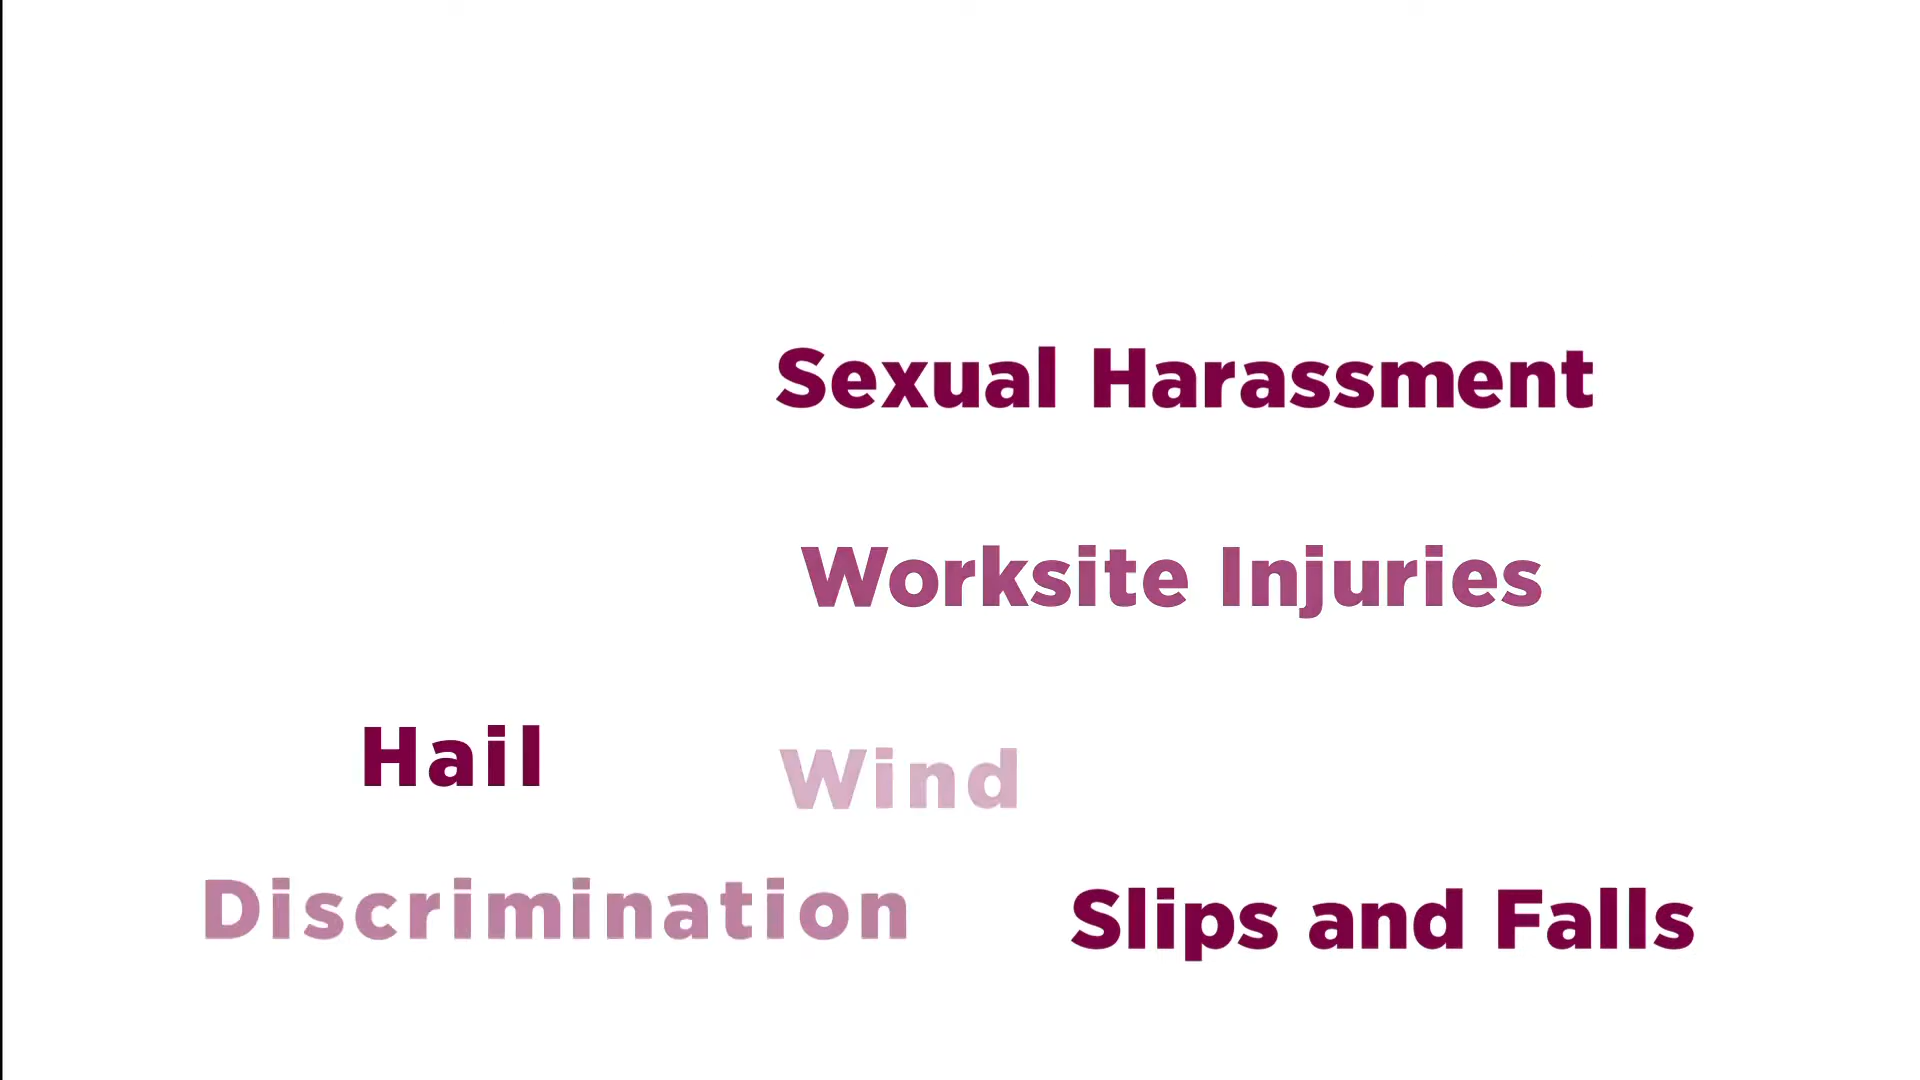 Sexual Harassment
Worksite Injuries
Hail
Wind
Discrimination
Slips and Falls